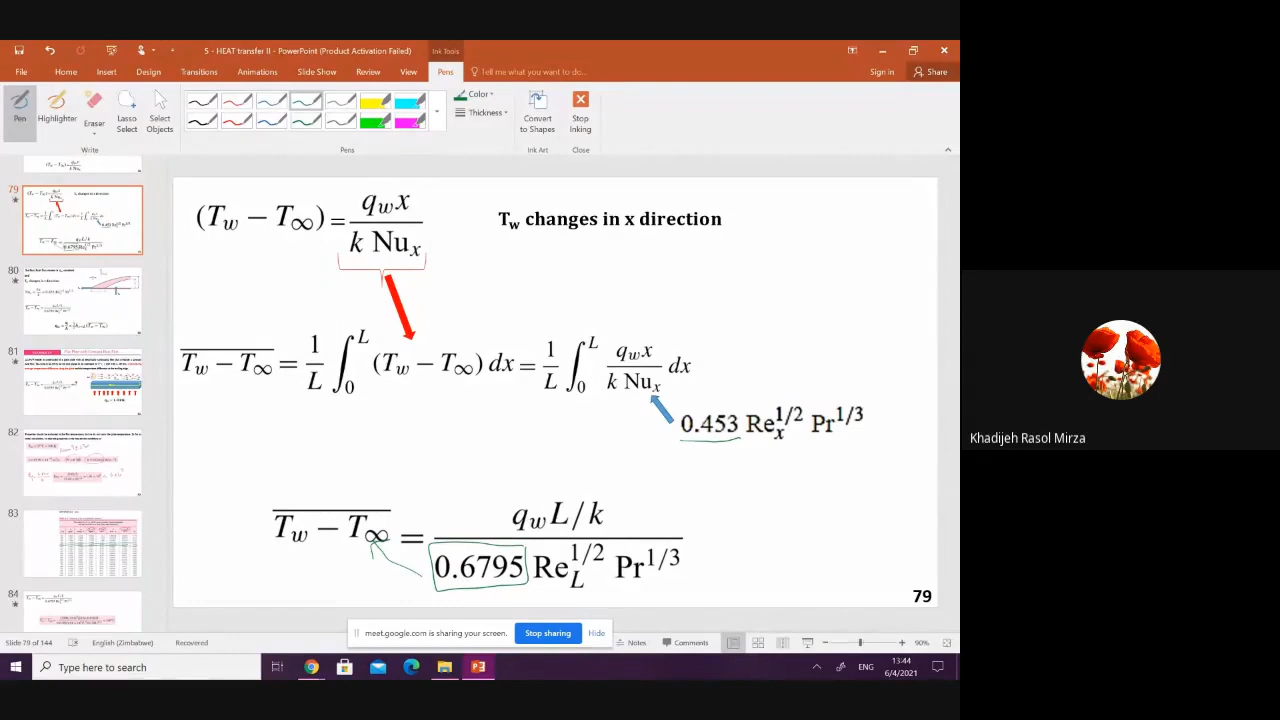 5 - HEAT transfer II - PowerPoint (Product Activation Failed)
Ink Tools
File Home Insert Design Transitions Animations Slide Show Review View Pens Tell me what you want to do... Sign in Share
Pen Highlighter Eraser Lasso Select Select Objects Color Thickness Convert to Shapes Stop Inking
Write Pens Ink Art Close
79
80
81
82
83
84
(T_w − T_∞) = q_w x / k Nu_x
T_w changes in x direction
\overline{T_w − T_∞} = 1/L ∫_0^L (T_w − T_∞) dx = 1/L ∫_0^L q_w x / k Nu_x dx
0.453 Re_x^{1/2} Pr^{1/3}
\overline{T_w − T_∞} = q_w L/k / 0.6795 Re_L^{1/2} Pr^{1/3}
79
Khadijeh Rasol Mirza
meet.google.com is sharing your screen. Stop sharing Hide
Slide 79 of 144 English (Zimbabwe) Recovered Notes Comments 90%
Type here to search
ENG
13:44
6/4/2021